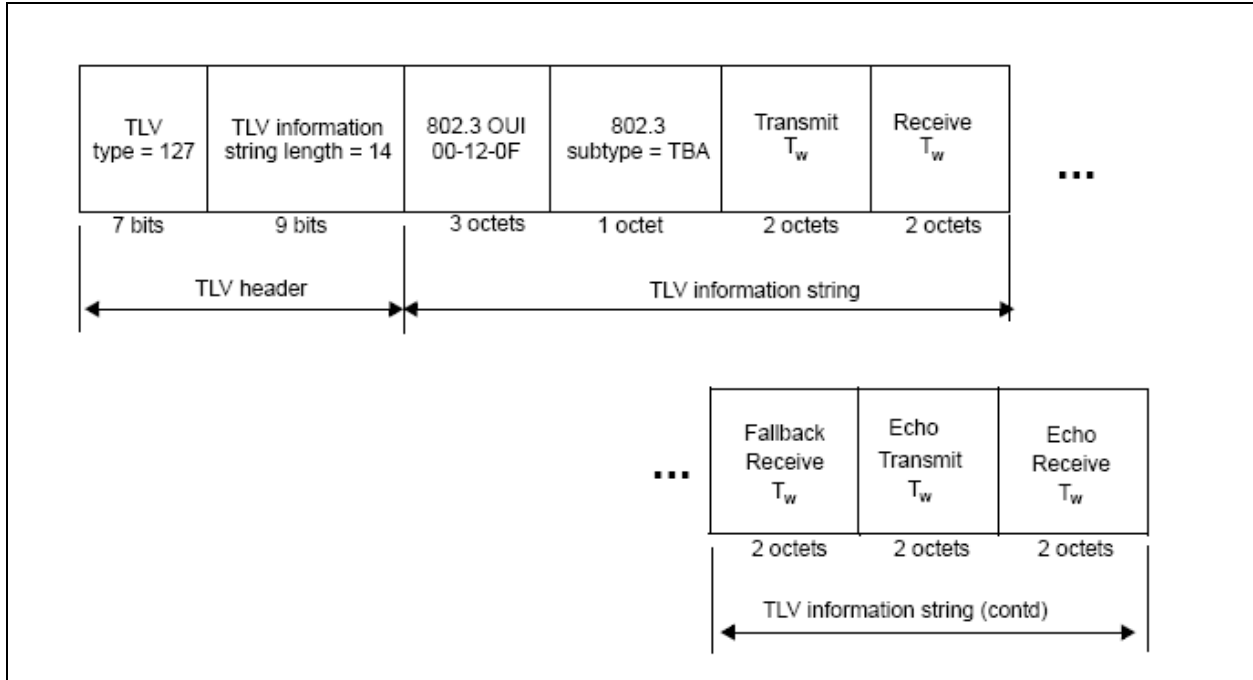 TLV
type = 127
TLV information
string length = 14
802.3 OUI
00-12-0F
802.3
subtype = TBA
Transmit
Tw
Receive
Tw
...
7 bits
9 bits
3 octets
1 octet
2 octets
2 octets
TLV header
TLV information string
...
Fallback
Receive
Tw
Echo
Transmit
Tw
Echo
Receive
Tw
2 octets
2 octets
2 octets
TLV information string (contd)